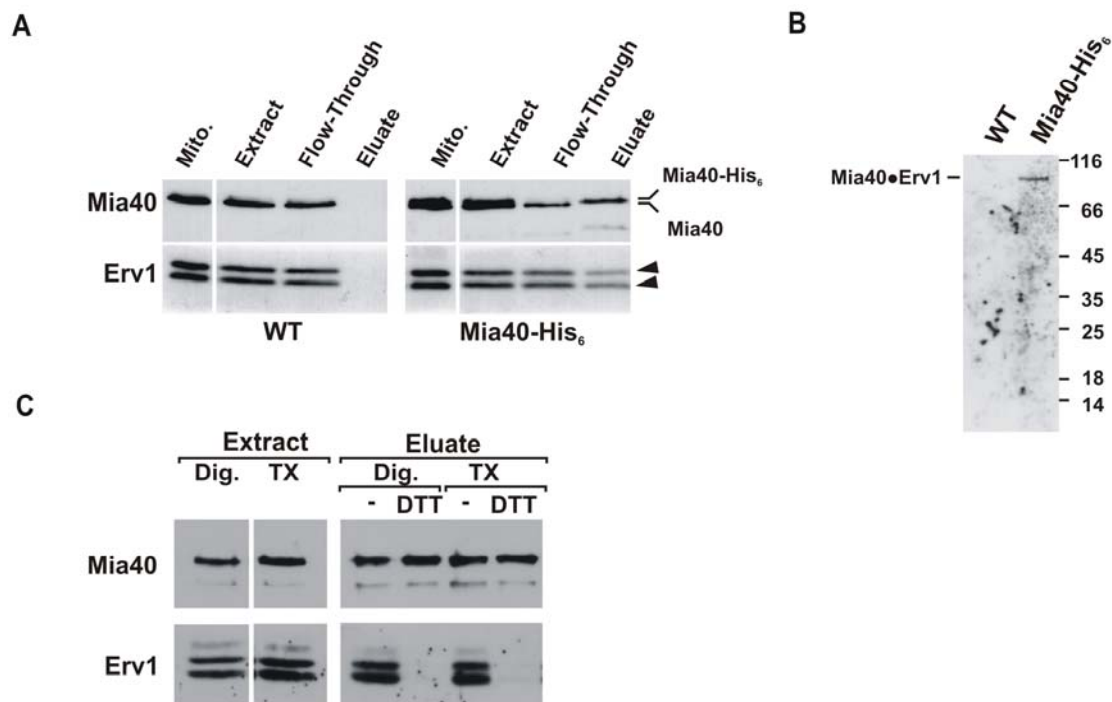 A
Mito.
Extract
Flow-Through
Eluate
Mito.
Extract
Flow-Through
Eluate
Mia40
Mia40-His₆
Mia40
Erv1
WT
Mia40-His₆
B
WT
Mia40-His₆
Mia40●Erv1
116
66
45
35
25
18
14
C
Extract
Eluate
Dig.
TX
Dig.
TX
-
DTT
-
DTT
Mia40
Erv1